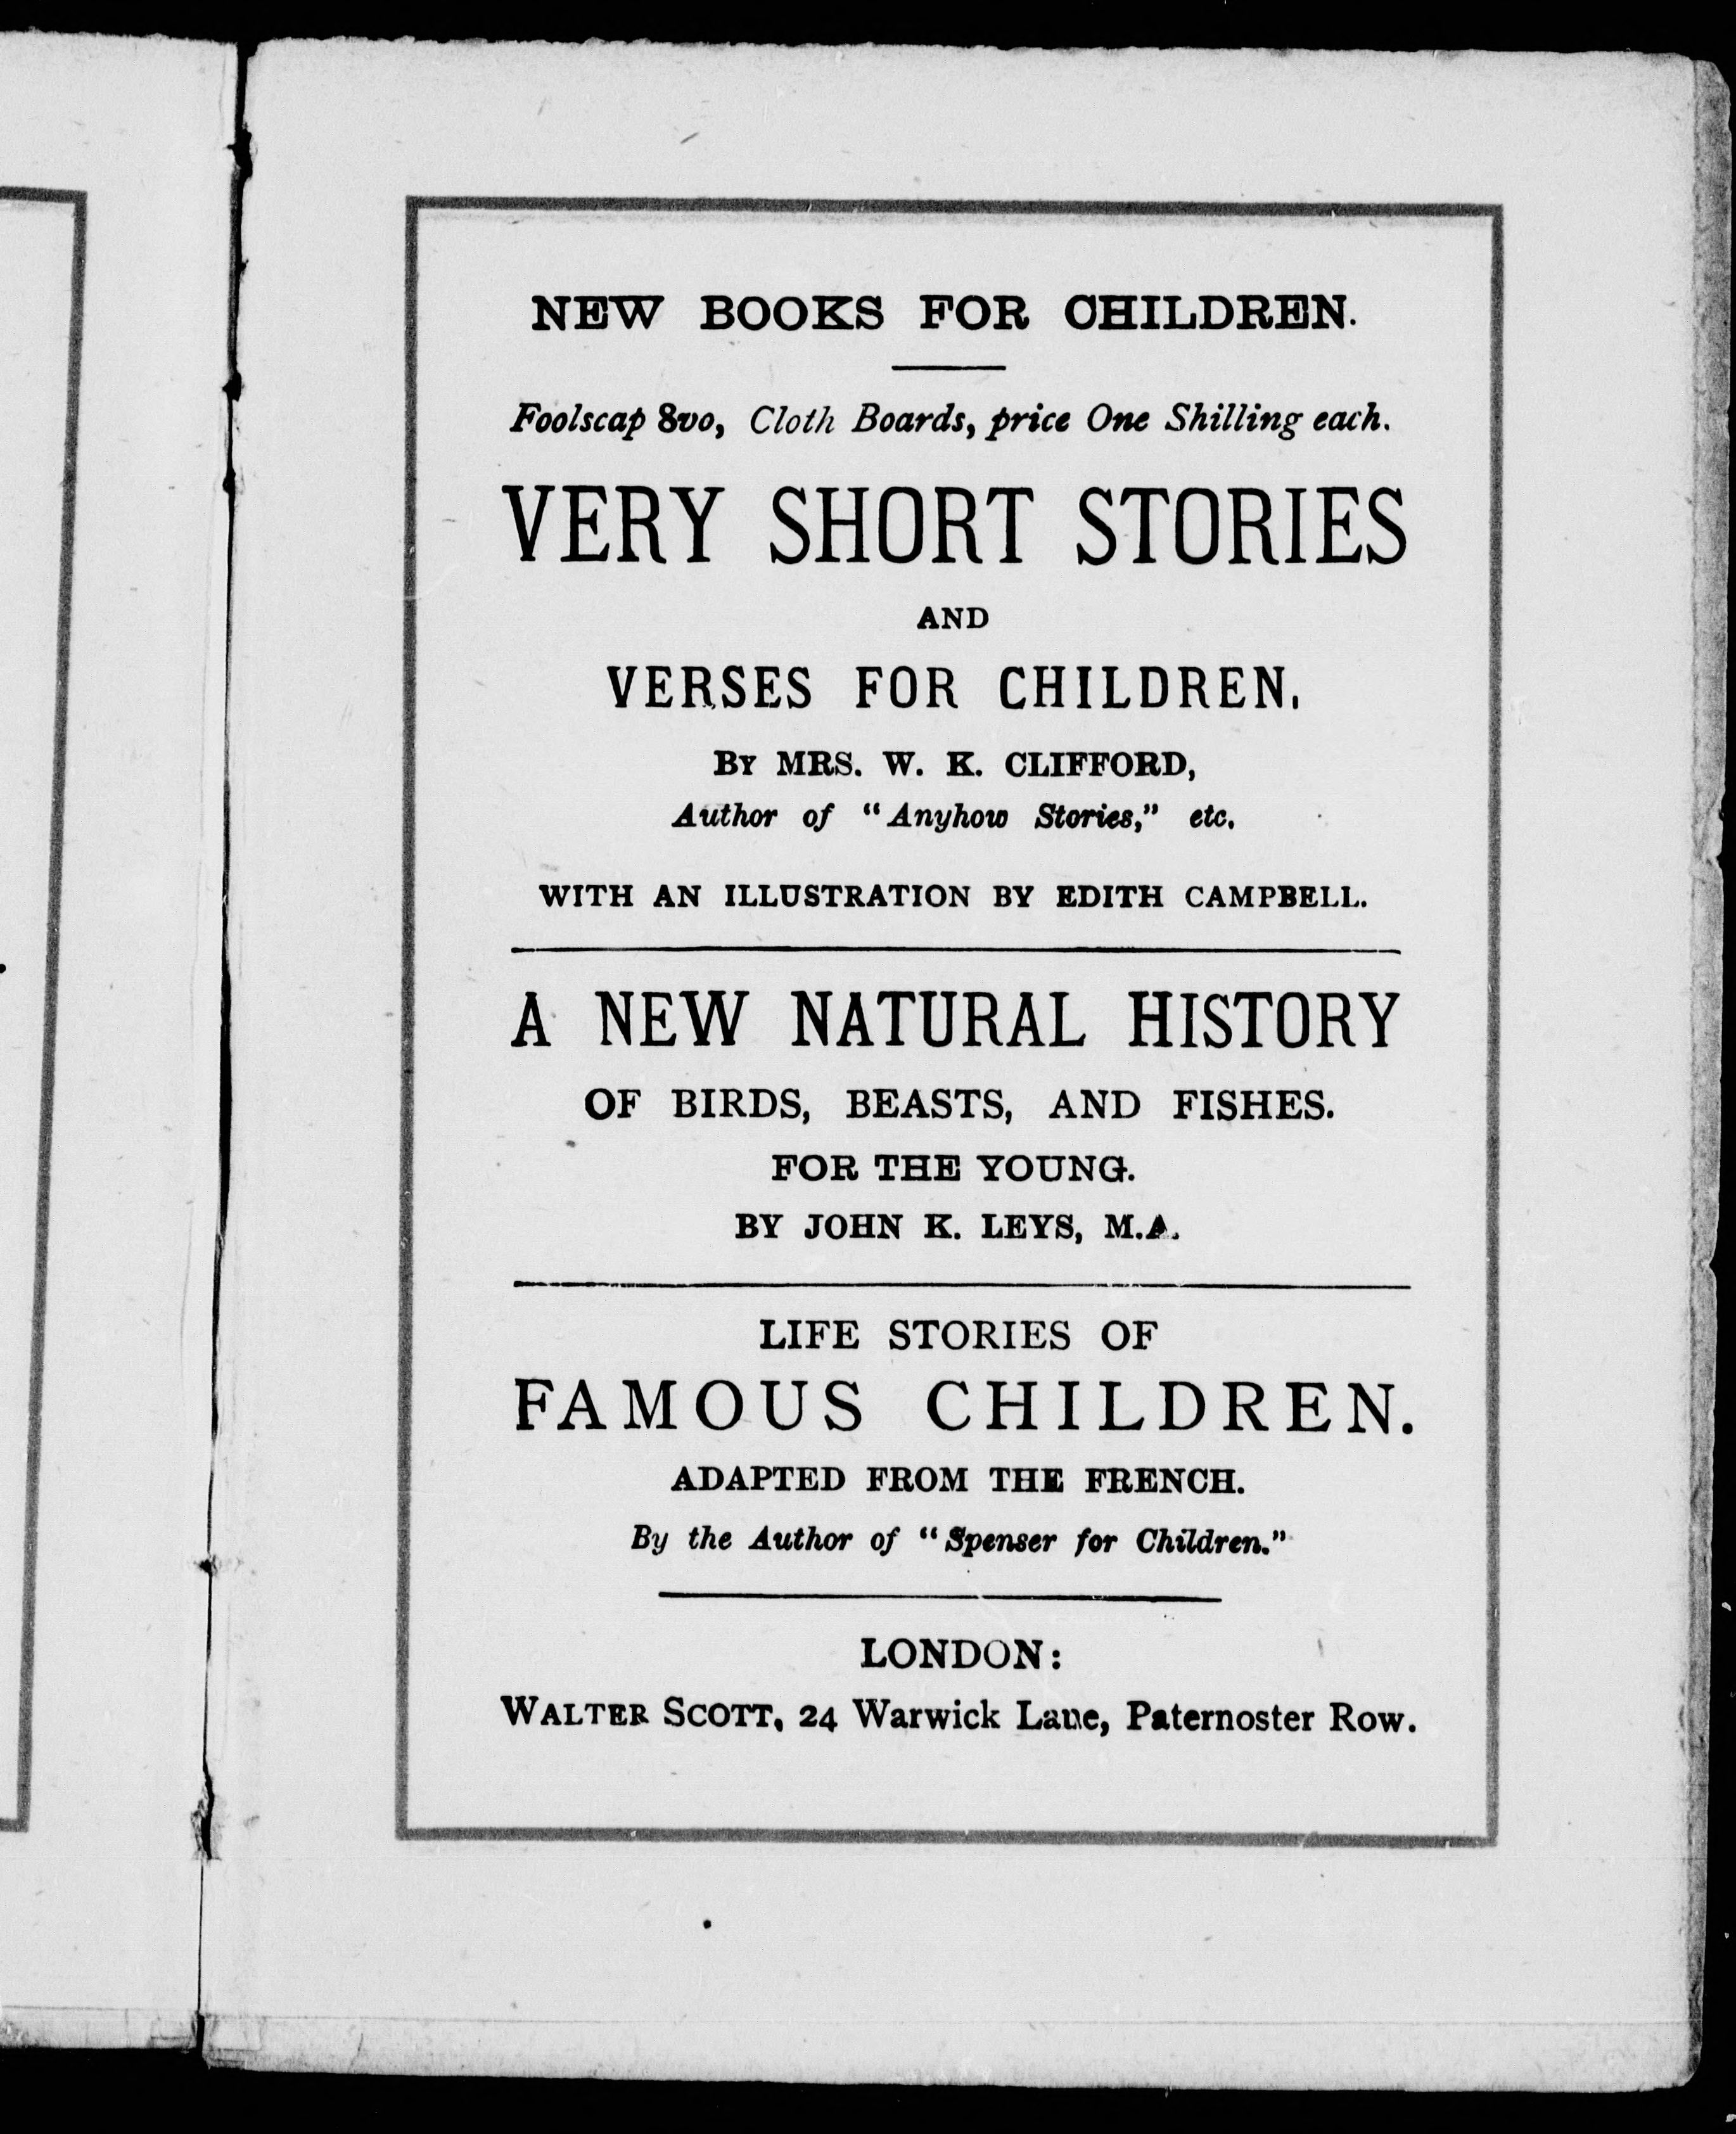 NEW BOOKS FOR CHILDREN.
Foolscap 8vo, Cloth Boards, price One Shilling each.
VERY SHORT STORIES
AND
VERSES FOR CHILDREN.
By MRS. W. K. CLIFFORD,
Author of "Anyhow Stories," etc.
WITH AN ILLUSTRATION BY EDITH CAMPBELL.
A NEW NATURAL HISTORY
OF BIRDS, BEASTS, AND FISHES.
FOR THE YOUNG.
BY JOHN K. LEYS, M.A.
LIFE STORIES OF
FAMOUS CHILDREN.
ADAPTED FROM THE FRENCH.
By the Author of "Spenser for Children."
LONDON:
WALTER SCOTT, 24 Warwick Lane, Paternoster Row.